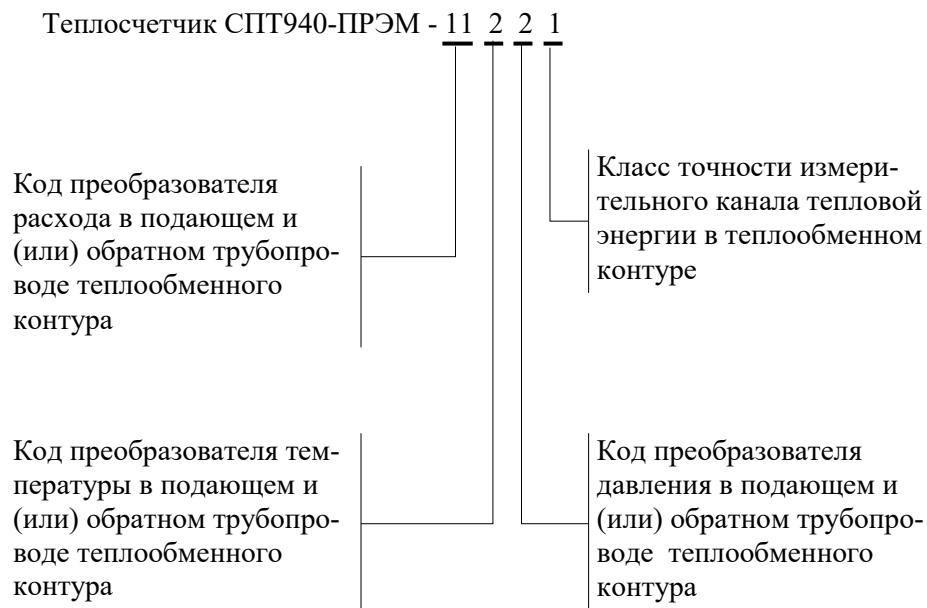 Теплосчетчик СПТ940-ПРЭМ - 11 2 2 1
Код преобразователя
расхода в подающем и
(или) обратном трубопро-
воде теплообменного
контура
Класс точности измери-
тельного канала тепловой
энергии в теплообменном
контуре
Код преобразователя тем-
пературы в подающем и
(или) обратном трубопро-
воде теплообменного
контура
Код преобразователя
давления в подающем и
(или) обратном трубопро-
воде теплообменного
контура